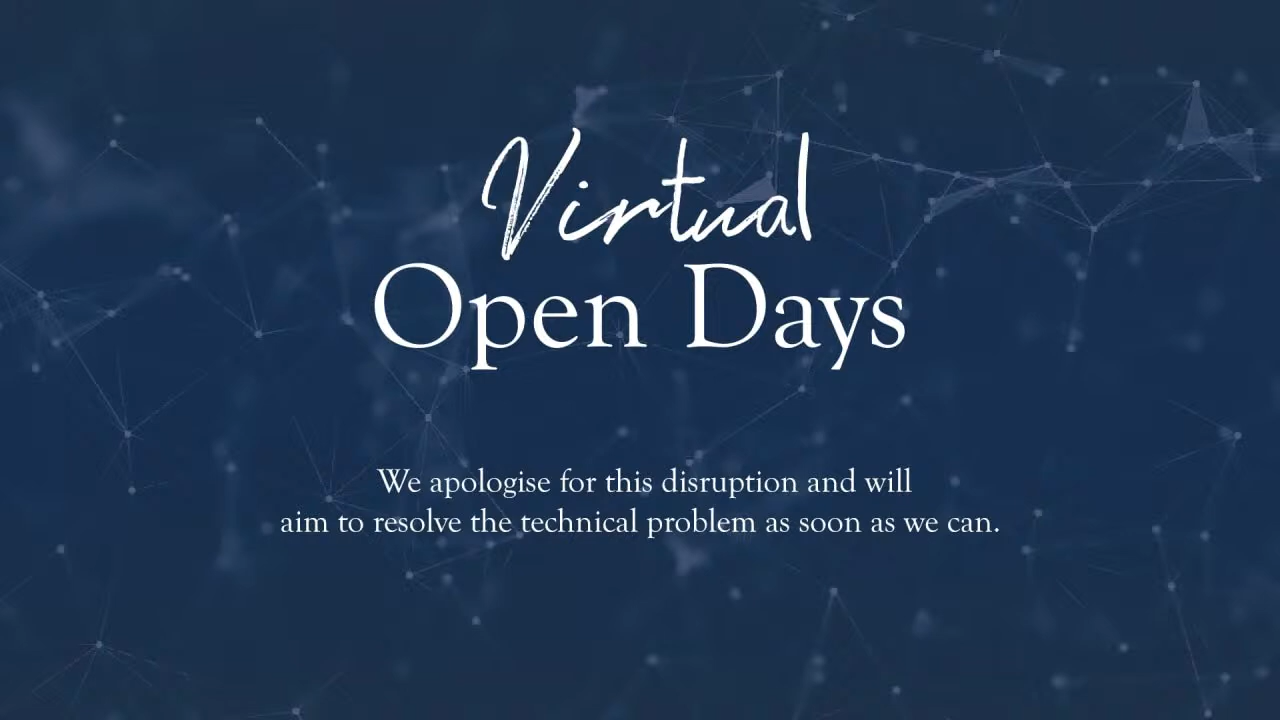 Virtual
Open Days
We apologise for this disruption and will
aim to resolve the technical problem as soon as we can.